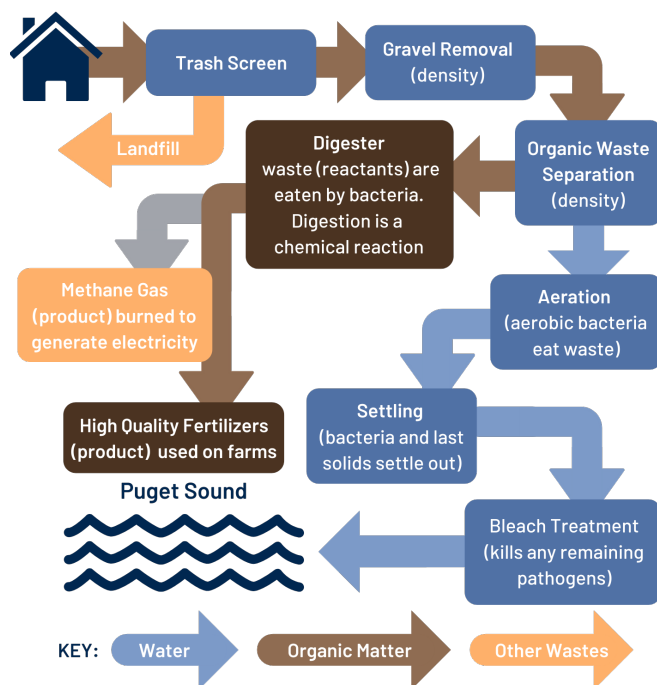 Trash Screen
Gravel Removal
(density)
Landfill
Digester
waste (reactants) are
eaten by bacteria.
Digestion is a
chemical reaction
Organic Waste
Separation
(density)
Methane Gas
(product) burned to
generate electricity
Aeration
(aerobic bacteria
eat waste)
High Quality Fertilizers
(product) used on farms
Settling
(bacteria and last
solids settle out)
Puget Sound
Bleach Treatment
(kills any remaining
pathogens)
KEY:
Water
Organic Matter
Other Wastes